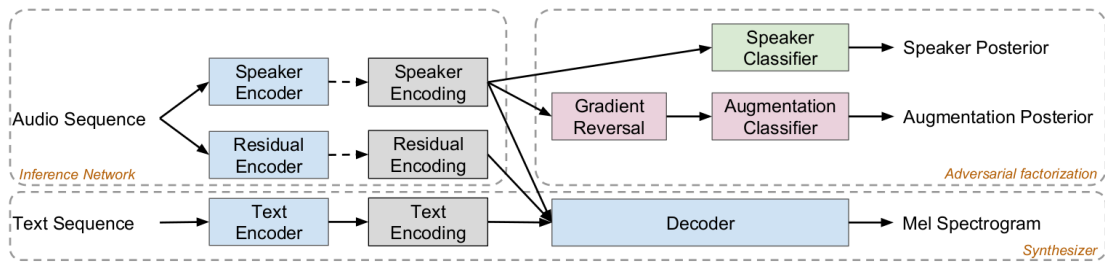 Speaker
Classifier
Speaker Posterior
Speaker
Encoder
Speaker
Encoding
Audio Sequence
Gradient
Reversal
Augmentation
Classifier
Augmentation Posterior
Residual
Encoder
Residual
Encoding
Inference Network
Adversarial factorization
Text Sequence
Text
Encoder
Text
Encoding
Decoder
Mel Spectrogram
Synthesizer